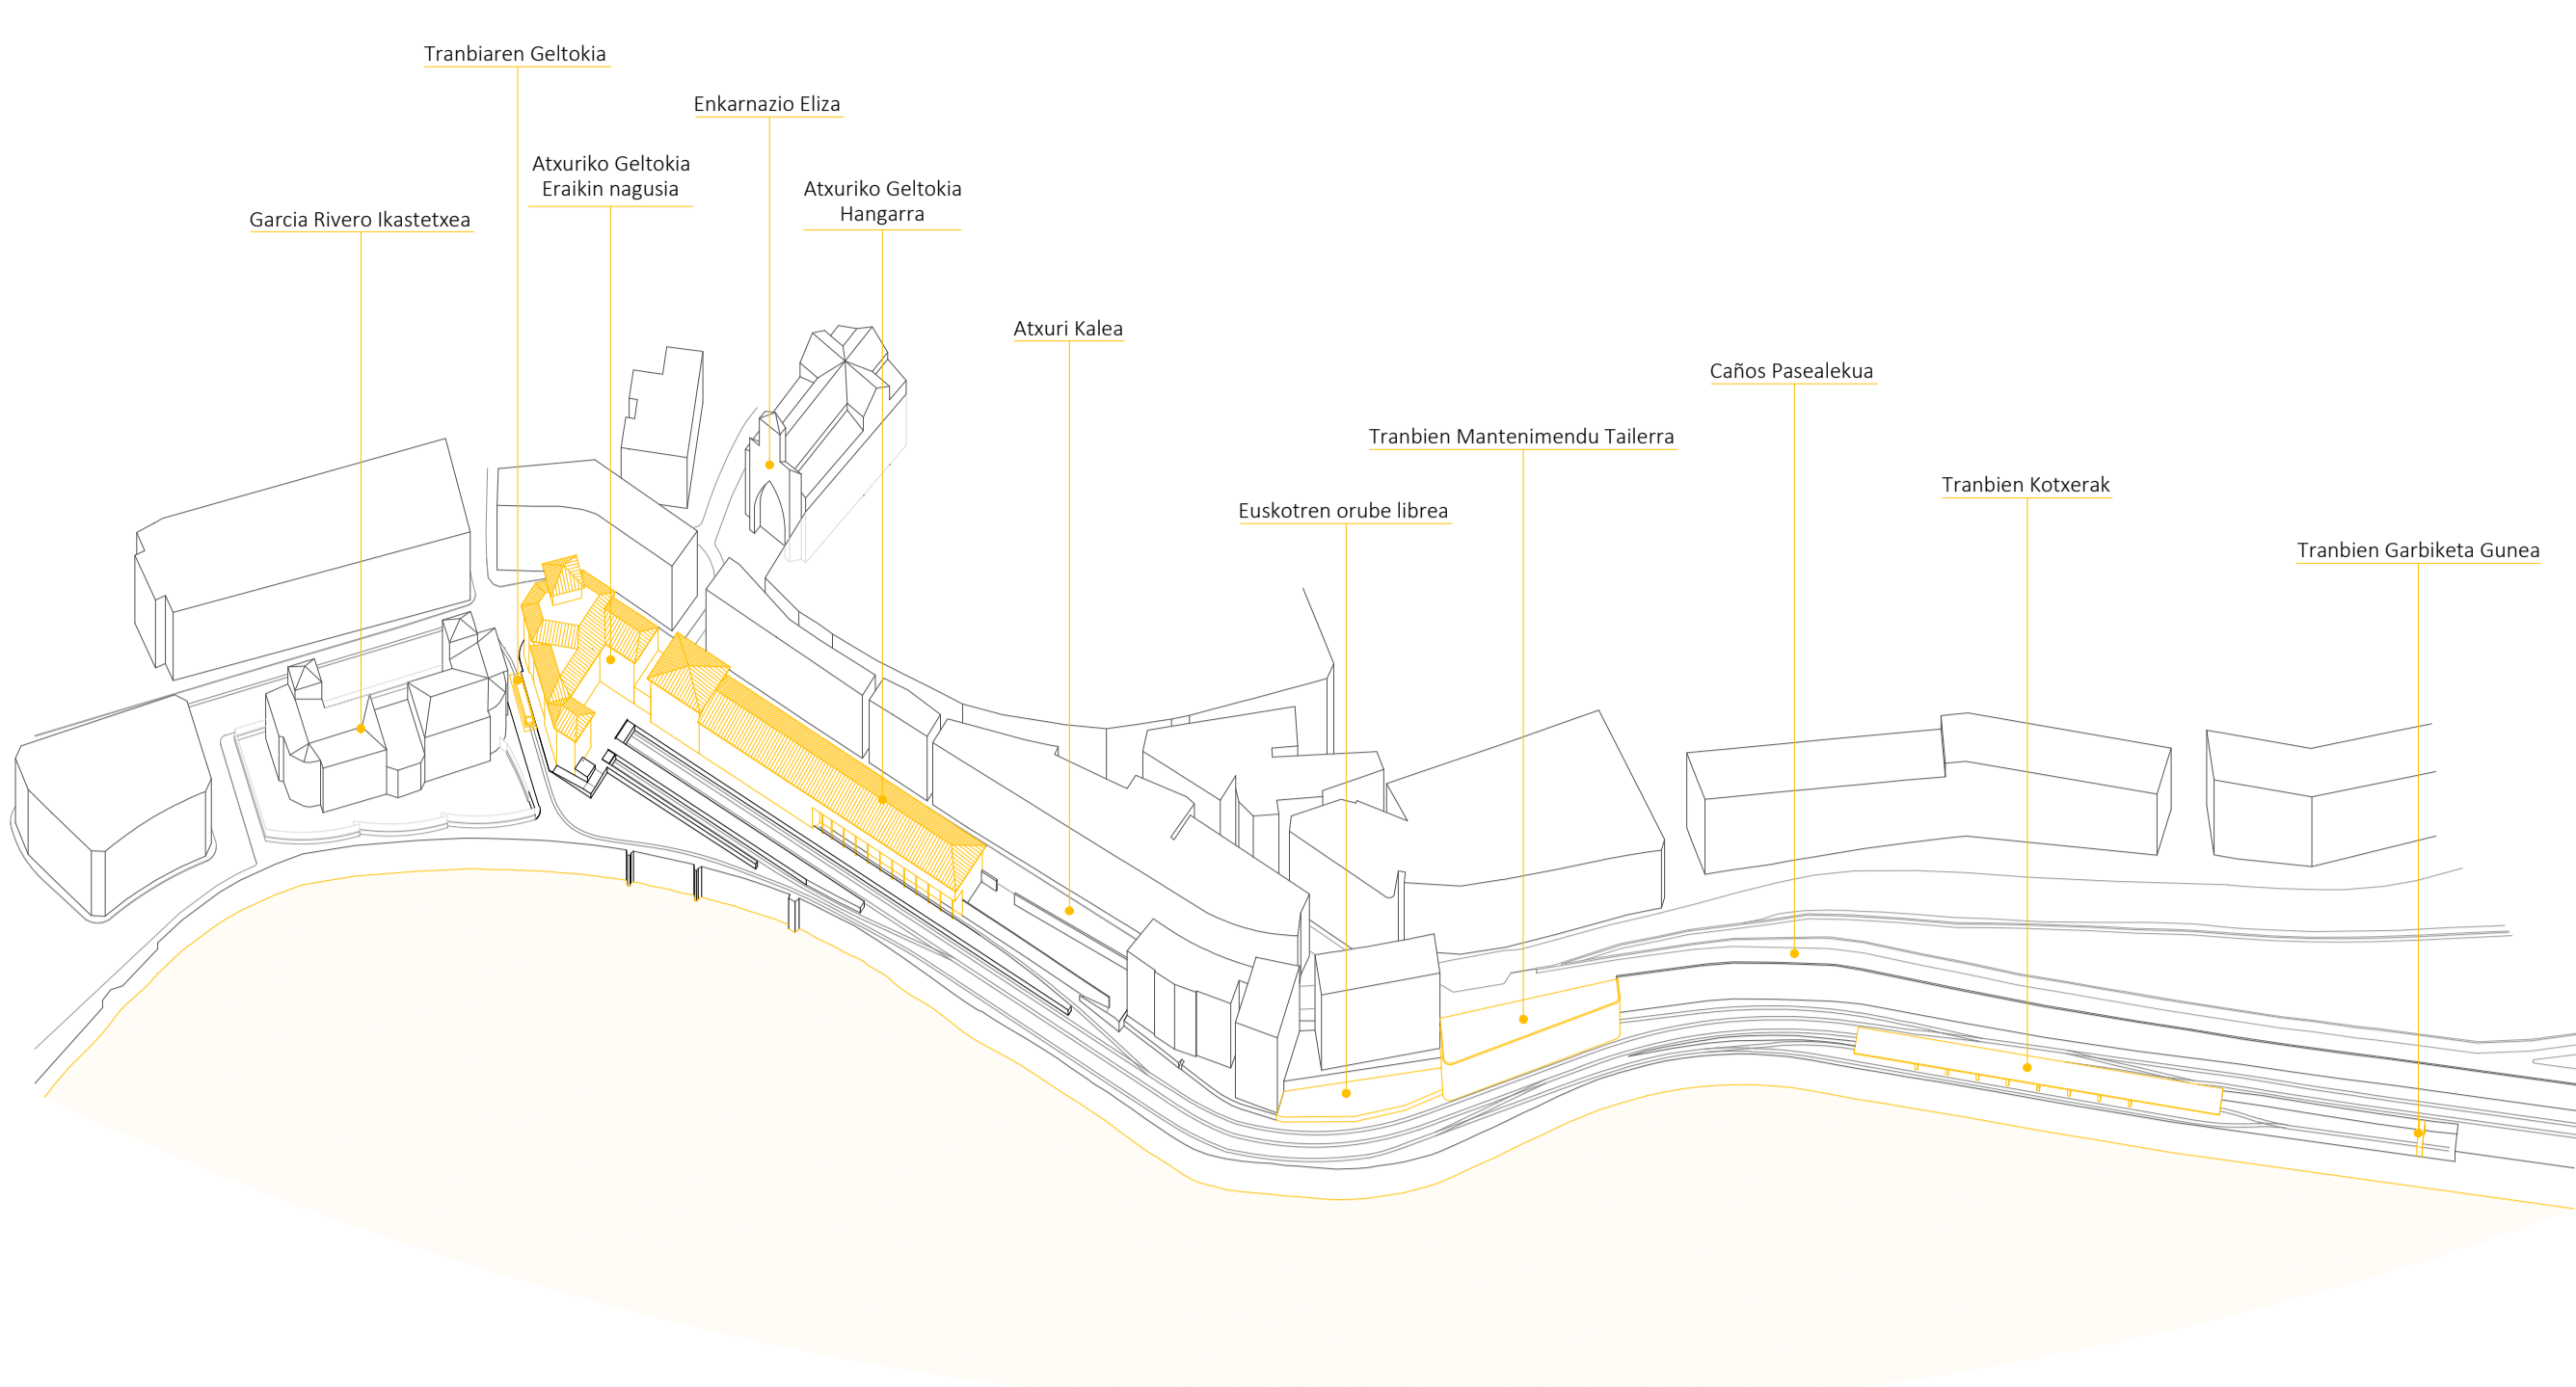 Tranbiaren Geltokia
Enkarnazio Eliza
Atxuriko Geltokia
Eraikin nagusia
Atxuriko Geltokia
Hangarra
Garcia Rivero Ikastetxea
Atxuri Kalea
Caños Pasealekua
Tranbien Mantenimendu Tailerra
Tranbien Kotxerak
Euskotren orube librea
Tranbien Garbiketa Gunea